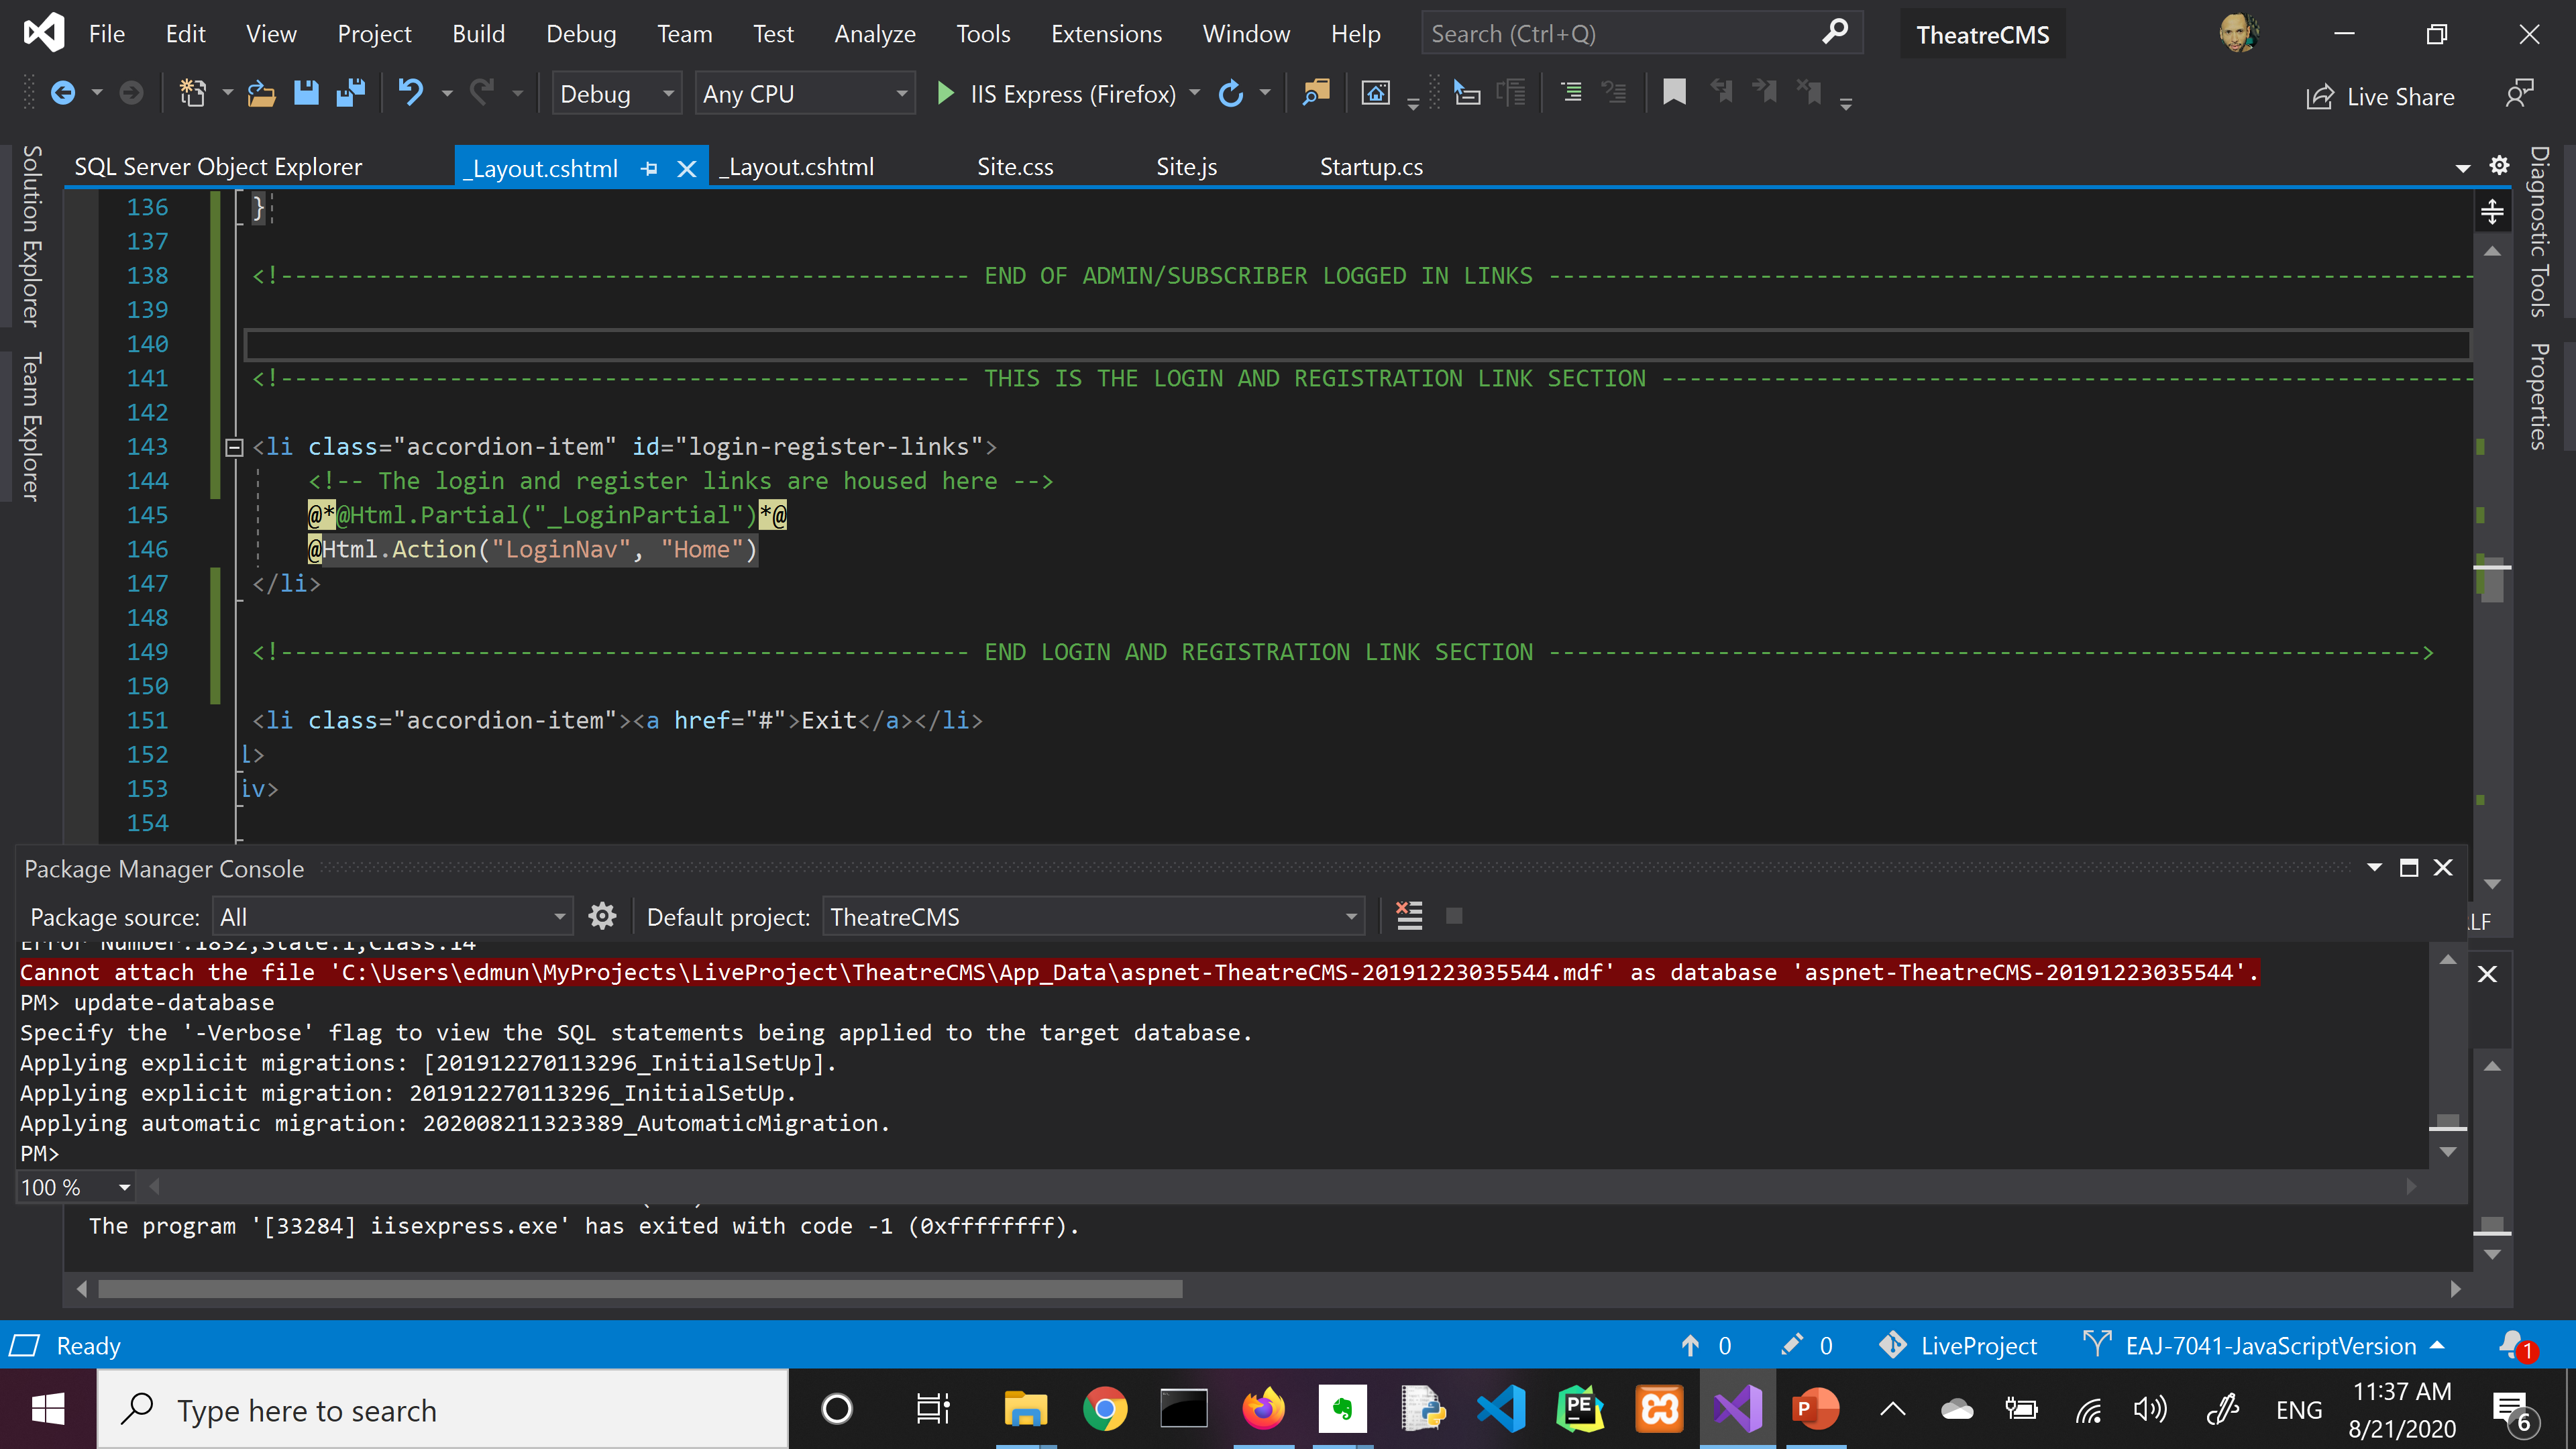 File Edit View Project Build Debug Team Test Analyze Tools Extensions Window Help Search (Ctrl+Q) TheatreCMS
Debug Any CPU IIS Express (Firefox) Live Share
Solution Explorer
Team Explorer
SQL Server Object Explorer _Layout.cshtml _Layout.cshtml Site.css Site.js Startup.cs
Diagnostic Tools
Properties
136 }
137
138 <!------------------------------------------------- END OF ADMIN/SUBSCRIBER LOGGED IN LINKS ------------------------------------------------------------------
139
140
141 <!------------------------------------------------- THIS IS THE LOGIN AND REGISTRATION LINK SECTION ----------------------------------------------------------
142
143 <li class="accordion-item" id="login-register-links">
144 <!-- The login and register links are housed here -->
145 @*@Html.Partial("_LoginPartial")*@
146 @Html.Action("LoginNav", "Home")
147 </li>
148
149 <!------------------------------------------------- END LOGIN AND REGISTRATION LINK SECTION -------------------------------------------------------------->
150
151 <li class="accordion-item"><a href="#">Exit</a></li>
152 l>
153 iv>
154
Package Manager Console
Package source: All Default project: TheatreCMS
LF
Error Number:1832,State:1,Class:14
Cannot attach the file 'C:\Users\edmun\MyProjects\LiveProject\TheatreCMS\App_Data\aspnet-TheatreCMS-20191223035544.mdf' as database 'aspnet-TheatreCMS-20191223035544'.
PM> update-database
Specify the '-Verbose' flag to view the SQL statements being applied to the target database.
Applying explicit migrations: [201912270113296_InitialSetUp].
Applying explicit migration: 201912270113296_InitialSetUp.
Applying automatic migration: 202008211323389_AutomaticMigration.
PM>
100 %
The program '[33284] iisexpress.exe' has exited with code -1 (0xffffffff).
Ready 0 0 LiveProject EAJ-7041-JavaScriptVersion 1
Type here to search PE P ENG 11:37 AM
8/21/2020 6